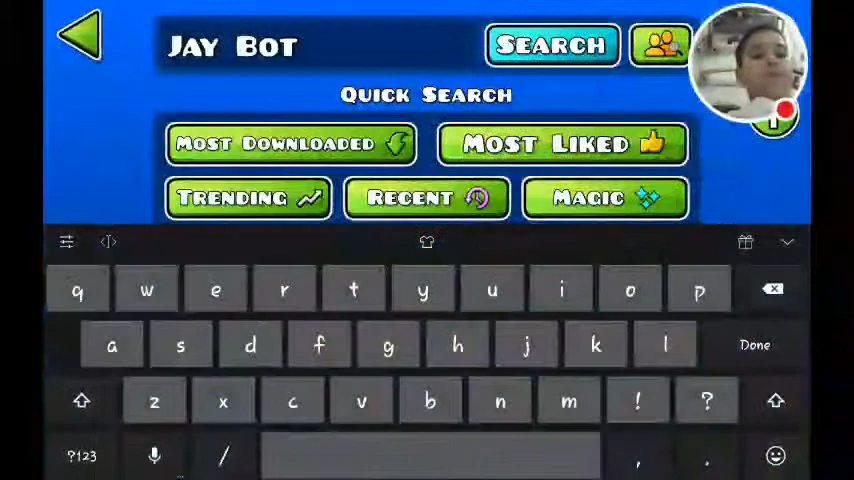 Jay Bot Search
Quick Search
Most Downloaded Most Liked
Trending Recent Magic
q w e r t y u i o p
a s d f g h j k l Done
z x c v b n m ! ?
?123 / , .